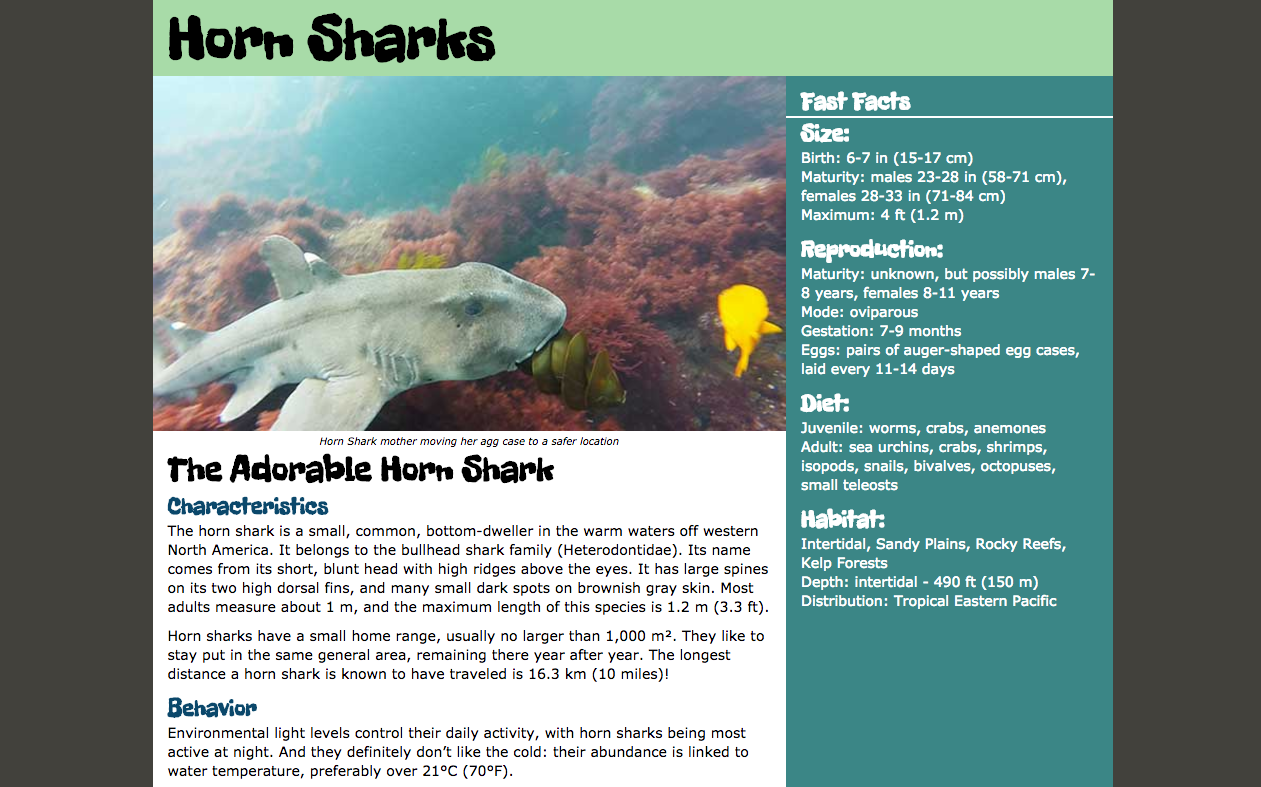 Horn Sharks
Horn Shark mother moving her agg case to a safer location
The Adorable Horn Shark
Characteristics
The horn shark is a small, common, bottom-dweller in the warm waters off western
North America. It belongs to the bullhead shark family (Heterodontidae). Its name
comes from its short, blunt head with high ridges above the eyes. It has large spines
on its two high dorsal fins, and many small dark spots on brownish gray skin. Most
adults measure about 1 m, and the maximum length of this species is 1.2 m (3.3 ft).
Horn sharks have a small home range, usually no larger than 1,000 m². They like to
stay put in the same general area, remaining there year after year. The longest
distance a horn shark is known to have traveled is 16.3 km (10 miles)!
Behavior
Environmental light levels control their daily activity, with horn sharks being most
active at night. And they definitely don’t like the cold: their abundance is linked to
water temperature, preferably over 21°C (70°F).
Fast Facts
Size:
Birth: 6-7 in (15-17 cm)
Maturity: males 23-28 in (58-71 cm),
females 28-33 in (71-84 cm)
Maximum: 4 ft (1.2 m)
Reproduction:
Maturity: unknown, but possibly males 7-
8 years, females 8-11 years
Mode: oviparous
Gestation: 7-9 months
Eggs: pairs of auger-shaped egg cases,
laid every 11-14 days
Diet:
Juvenile: worms, crabs, anemones
Adult: sea urchins, crabs, shrimps,
isopods, snails, bivalves, octopuses,
small teleosts
Habitat:
Intertidal, Sandy Plains, Rocky Reefs,
Kelp Forests
Depth: intertidal - 490 ft (150 m)
Distribution: Tropical Eastern Pacific